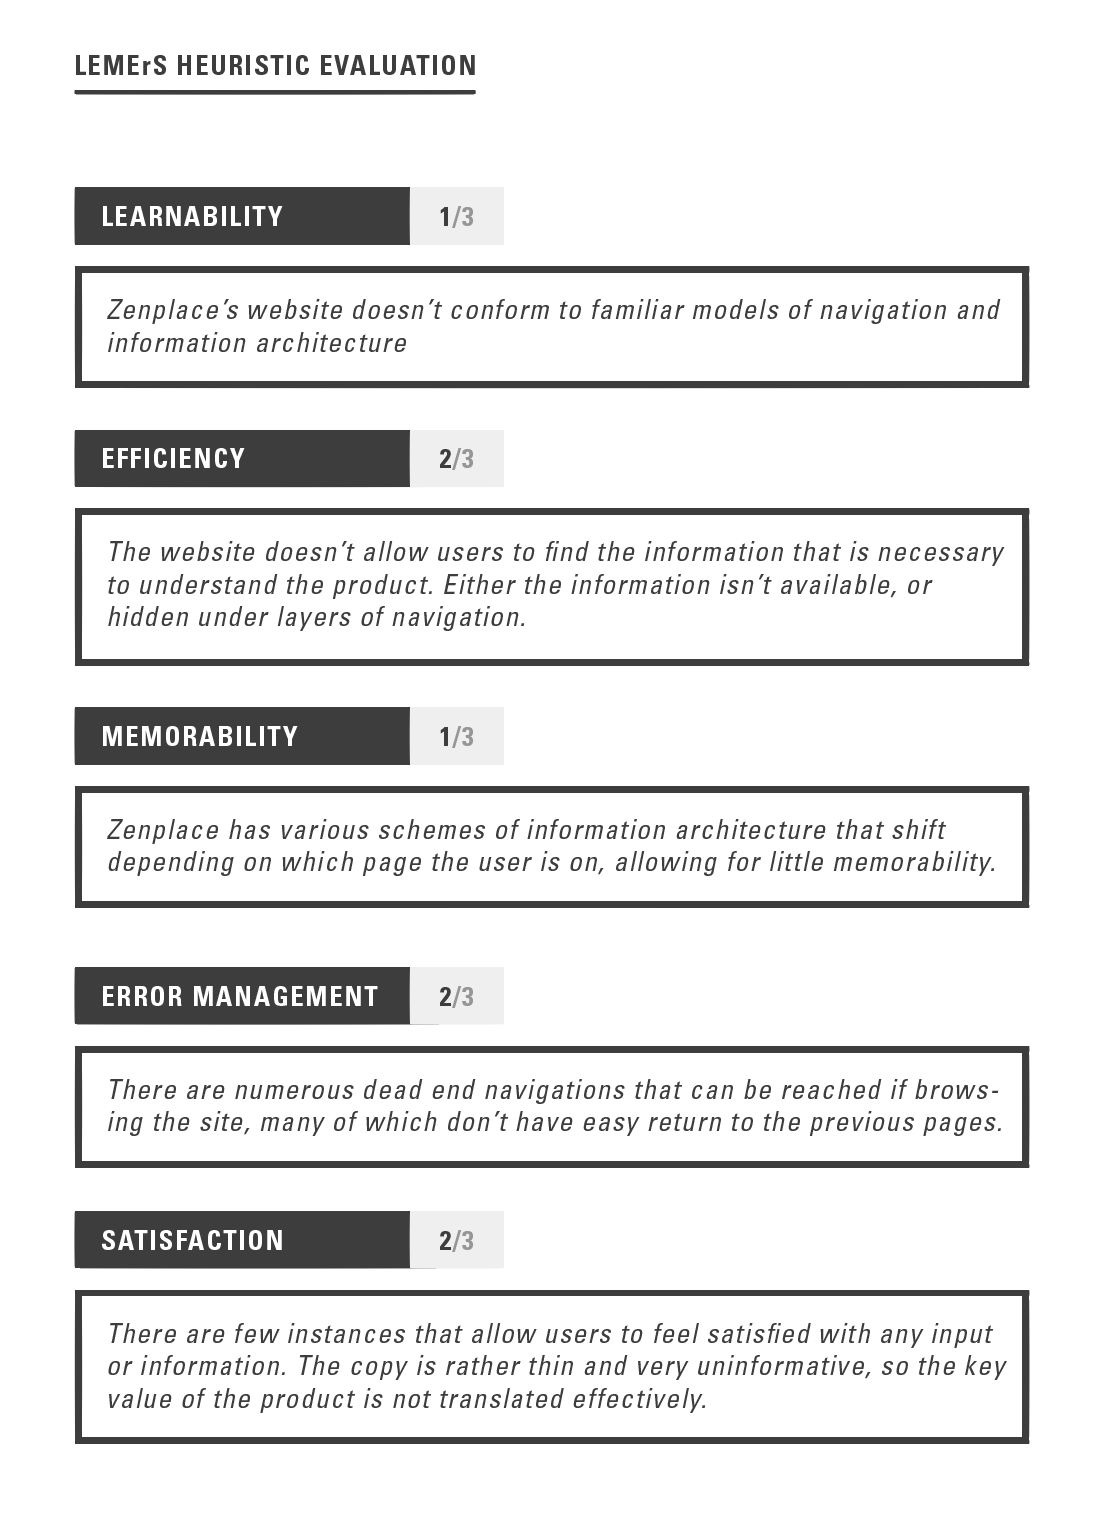 LEMErS HEURISTIC EVALUATION
LEARNABILITY 1/3
Zenplace’s website doesn’t conform to familiar models of navigation and
information architecture
EFFICIENCY 2/3
The website doesn’t allow users to find the information that is necessary
to understand the product. Either the information isn’t available, or
hidden under layers of navigation.
MEMORABILITY 1/3
Zenplace has various schemes of information architecture that shift
depending on which page the user is on, allowing for little memorability.
ERROR MANAGEMENT 2/3
There are numerous dead end navigations that can be reached if brows-
ing the site, many of which don’t have easy return to the previous pages.
SATISFACTION 2/3
There are few instances that allow users to feel satisfied with any input
or information. The copy is rather thin and very uninformative, so the key
value of the product is not translated effectively.